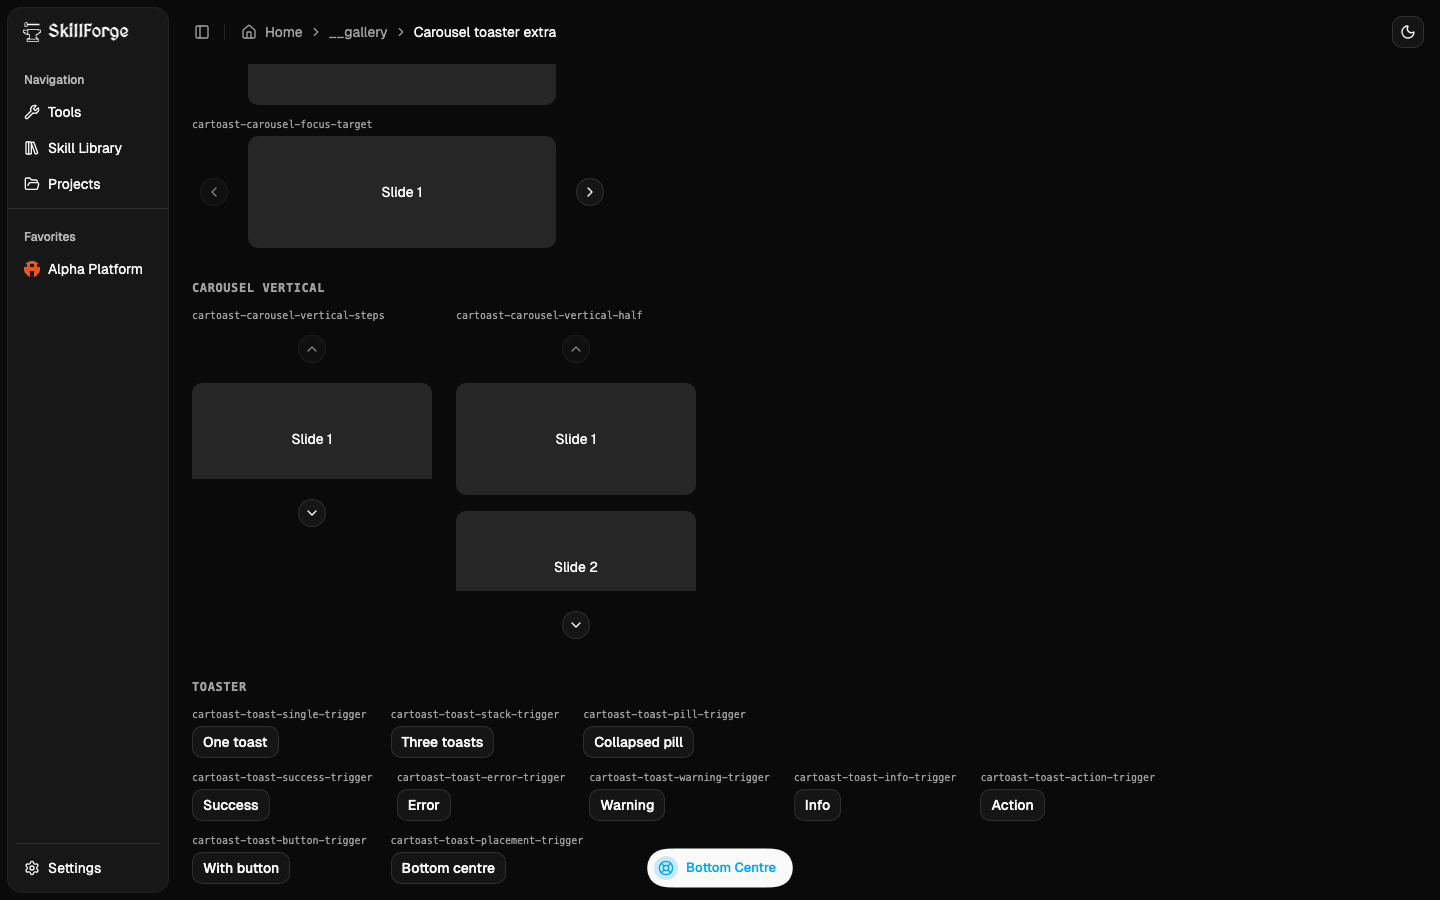 SkillForge
Home
__gallery
Carousel toaster extra
Navigation
Tools
Skill Library
Projects
Favorites
Alpha Platform
Settings
cartoast-carousel-focus-target
Slide 1
CAROUSEL VERTICAL
cartoast-carousel-vertical-steps
cartoast-carousel-vertical-half
Slide 1
Slide 1
Slide 2
TOASTER
cartoast-toast-single-trigger
cartoast-toast-stack-trigger
cartoast-toast-pill-trigger
One toast
Three toasts
Collapsed pill
cartoast-toast-success-trigger
cartoast-toast-error-trigger
cartoast-toast-warning-trigger
cartoast-toast-info-trigger
cartoast-toast-action-trigger
Success
Error
Warning
Info
Action
cartoast-toast-button-trigger
cartoast-toast-placement-trigger
With button
Bottom centre
Bottom Centre